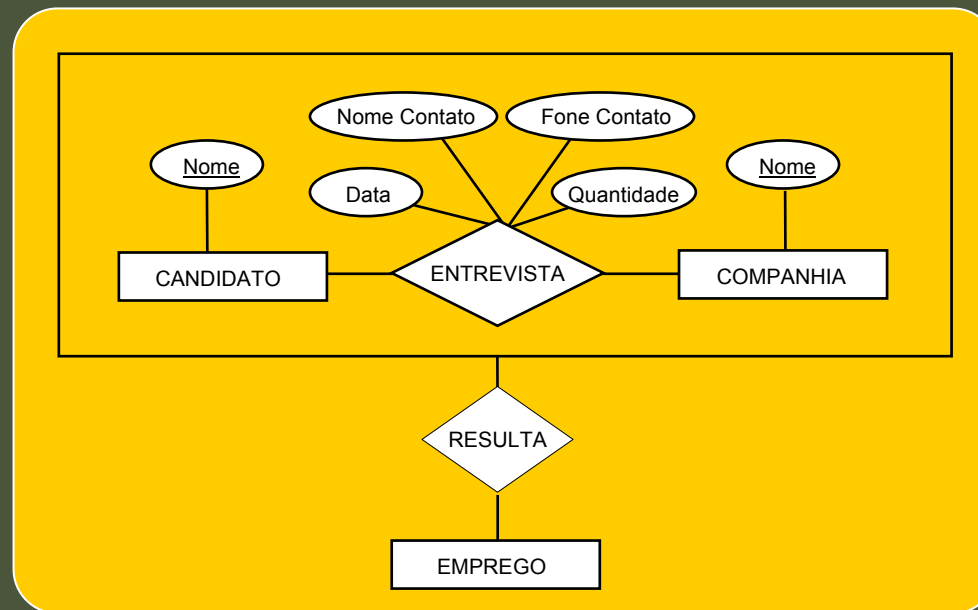 Nome Contato
Fone Contato
Nome
Nome
Data
Quantidade
CANDIDATO
ENTREVISTA
COMPANHIA
RESULTA
EMPREGO